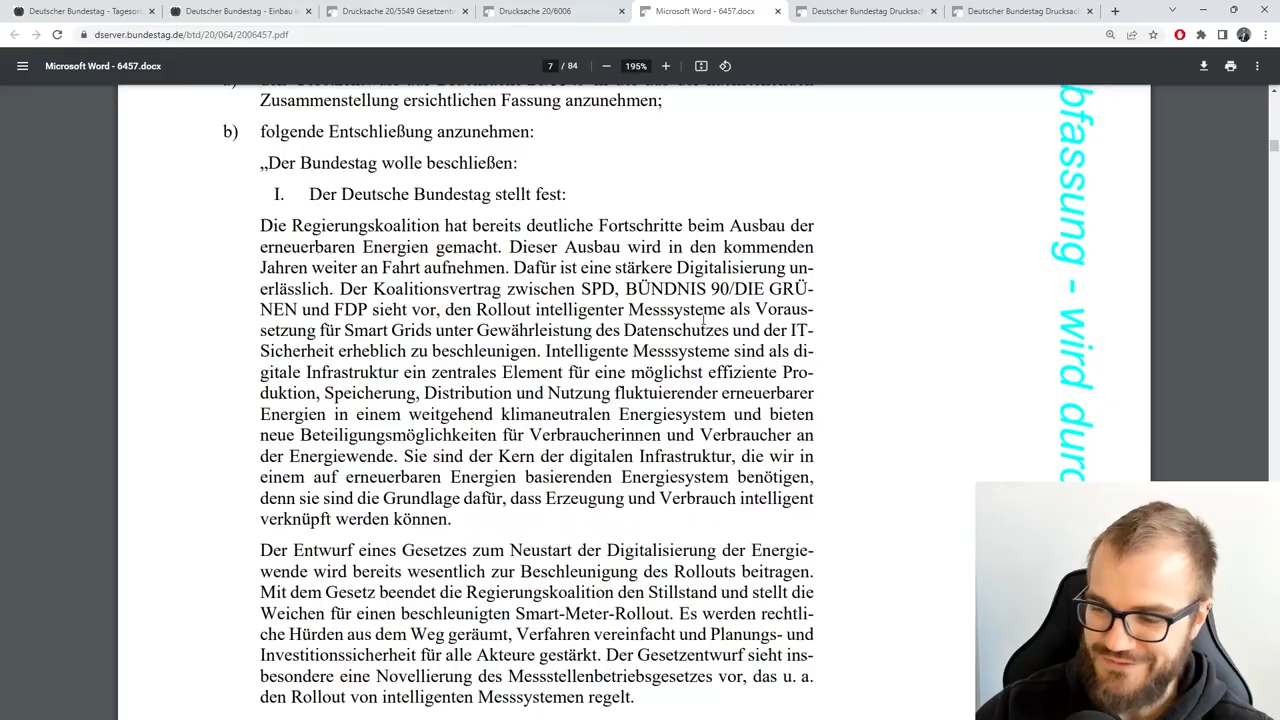 Deutscher Bundestag - Tagesor
Deutscher Bundestag - Einbau i
Drucksache 20/5549 Gesetzentw
Drucksache 20/6006
Microsoft Word - 6457.docx
Deutscher Bundestag Drucksac
Deutscher Bundestag Drucksac
dserver.bundestag.de/btd/20/064/2006457.pdf
Microsoft Word - 6457.docx
7 / 84
195%
Zusammenstellung ersichtlichen Fassung anzunehmen;
b) folgende Entschließung anzunehmen:
„Der Bundestag wolle beschließen:
I. Der Deutsche Bundestag stellt fest:
Die Regierungskoalition hat bereits deutliche Fortschritte beim Ausbau der
erneuerbaren Energien gemacht. Dieser Ausbau wird in den kommenden
Jahren weiter an Fahrt aufnehmen. Dafür ist eine stärkere Digitalisierung un-
erlässlich. Der Koalitionsvertrag zwischen SPD, BÜNDNIS 90/DIE GRÜ-
NEN und FDP sieht vor, den Rollout intelligenter Messsysteme als Voraus-
setzung für Smart Grids unter Gewährleistung des Datenschutzes und der IT-
Sicherheit erheblich zu beschleunigen. Intelligente Messsysteme sind als di-
gitale Infrastruktur ein zentrales Element für eine möglichst effiziente Pro-
duktion, Speicherung, Distribution und Nutzung fluktuierender erneuerbarer
Energien in einem weitgehend klimaneutralen Energiesystem und bieten
neue Beteiligungsmöglichkeiten für Verbraucherinnen und Verbraucher an
der Energiewende. Sie sind der Kern der digitalen Infrastruktur, die wir in
einem auf erneuerbaren Energien basierenden Energiesystem benötigen,
denn sie sind die Grundlage dafür, dass Erzeugung und Verbrauch intelligent
verknüpft werden können.
Der Entwurf eines Gesetzes zum Neustart der Digitalisierung der Energie-
wende wird bereits wesentlich zur Beschleunigung des Rollouts beitragen.
Mit dem Gesetz beendet die Regierungskoalition den Stillstand und stellt die
Weichen für einen beschleunigten Smart-Meter-Rollout. Es werden rechtli-
che Hürden aus dem Weg geräumt, Verfahren vereinfacht und Planungs- und
Investitionssicherheit für alle Akteure gestärkt. Der Gesetzentwurf sieht ins-
besondere eine Novellierung des Messstellenbetriebsgesetzes vor, das u. a.
den Rollout von intelligenten Messsystemen regelt.
bfassung - wird durc